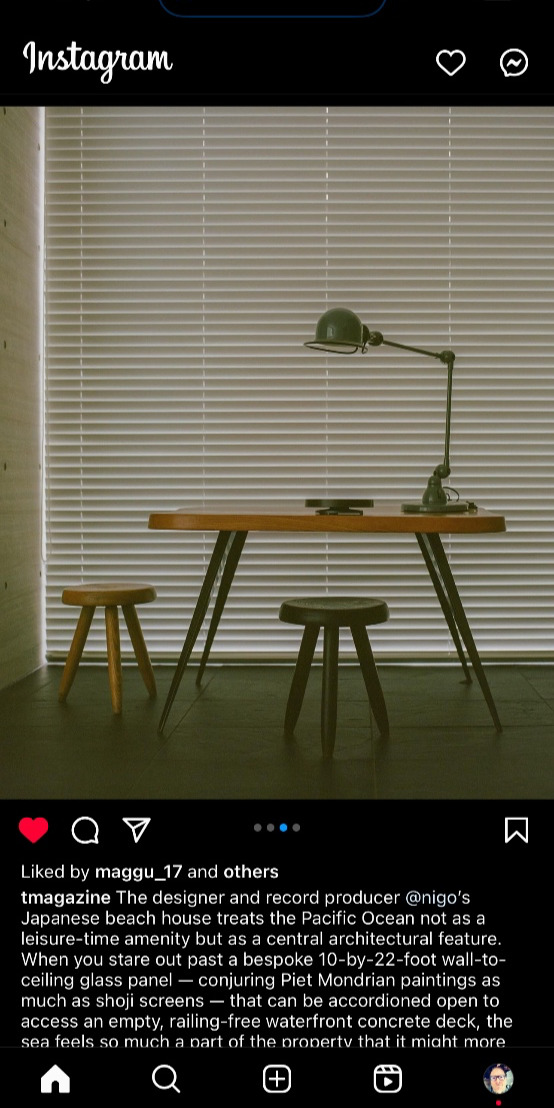 Instagram
Liked by maggu_17 and others
tmagazine The designer and record producer @nigo's
Japanese beach house treats the Pacific Ocean not as a
leisure-time amenity but as a central architectural feature.
When you stare out past a bespoke 10-by-22-foot wall-to-
ceiling glass panel — conjuring Piet Mondrian paintings as
much as shoji screens — that can be accordioned open to
access an empty, railing-free waterfront concrete deck, the
sea feels so much a part of the property that it might more